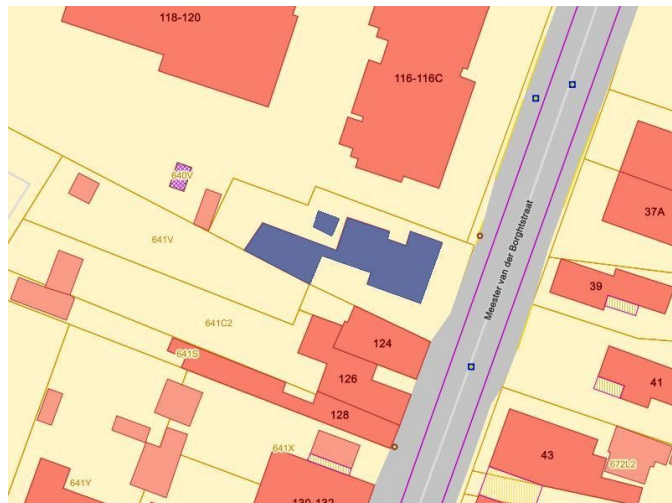 118-120
116-116C
640V
37A
641V
Meester van der Borghtstraat
39
641C2
124
641S
126
41
128
641X
43
672L2
641Y
130-132